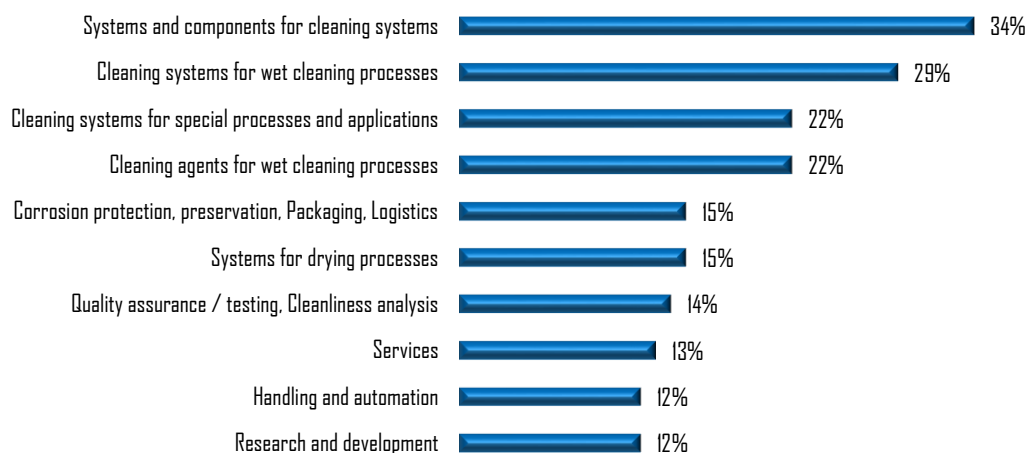 Systems and components for cleaning systems 34%
Cleaning systems for wet cleaning processes 29%
Cleaning systems for special processes and applications 22%
Cleaning agents for wet cleaning processes 22%
Corrosion protection, preservation, Packaging, Logistics 15%
Systems for drying processes 15%
Quality assurance / testing, Cleanliness analysis 14%
Services 13%
Handling and automation 12%
Research and development 12%